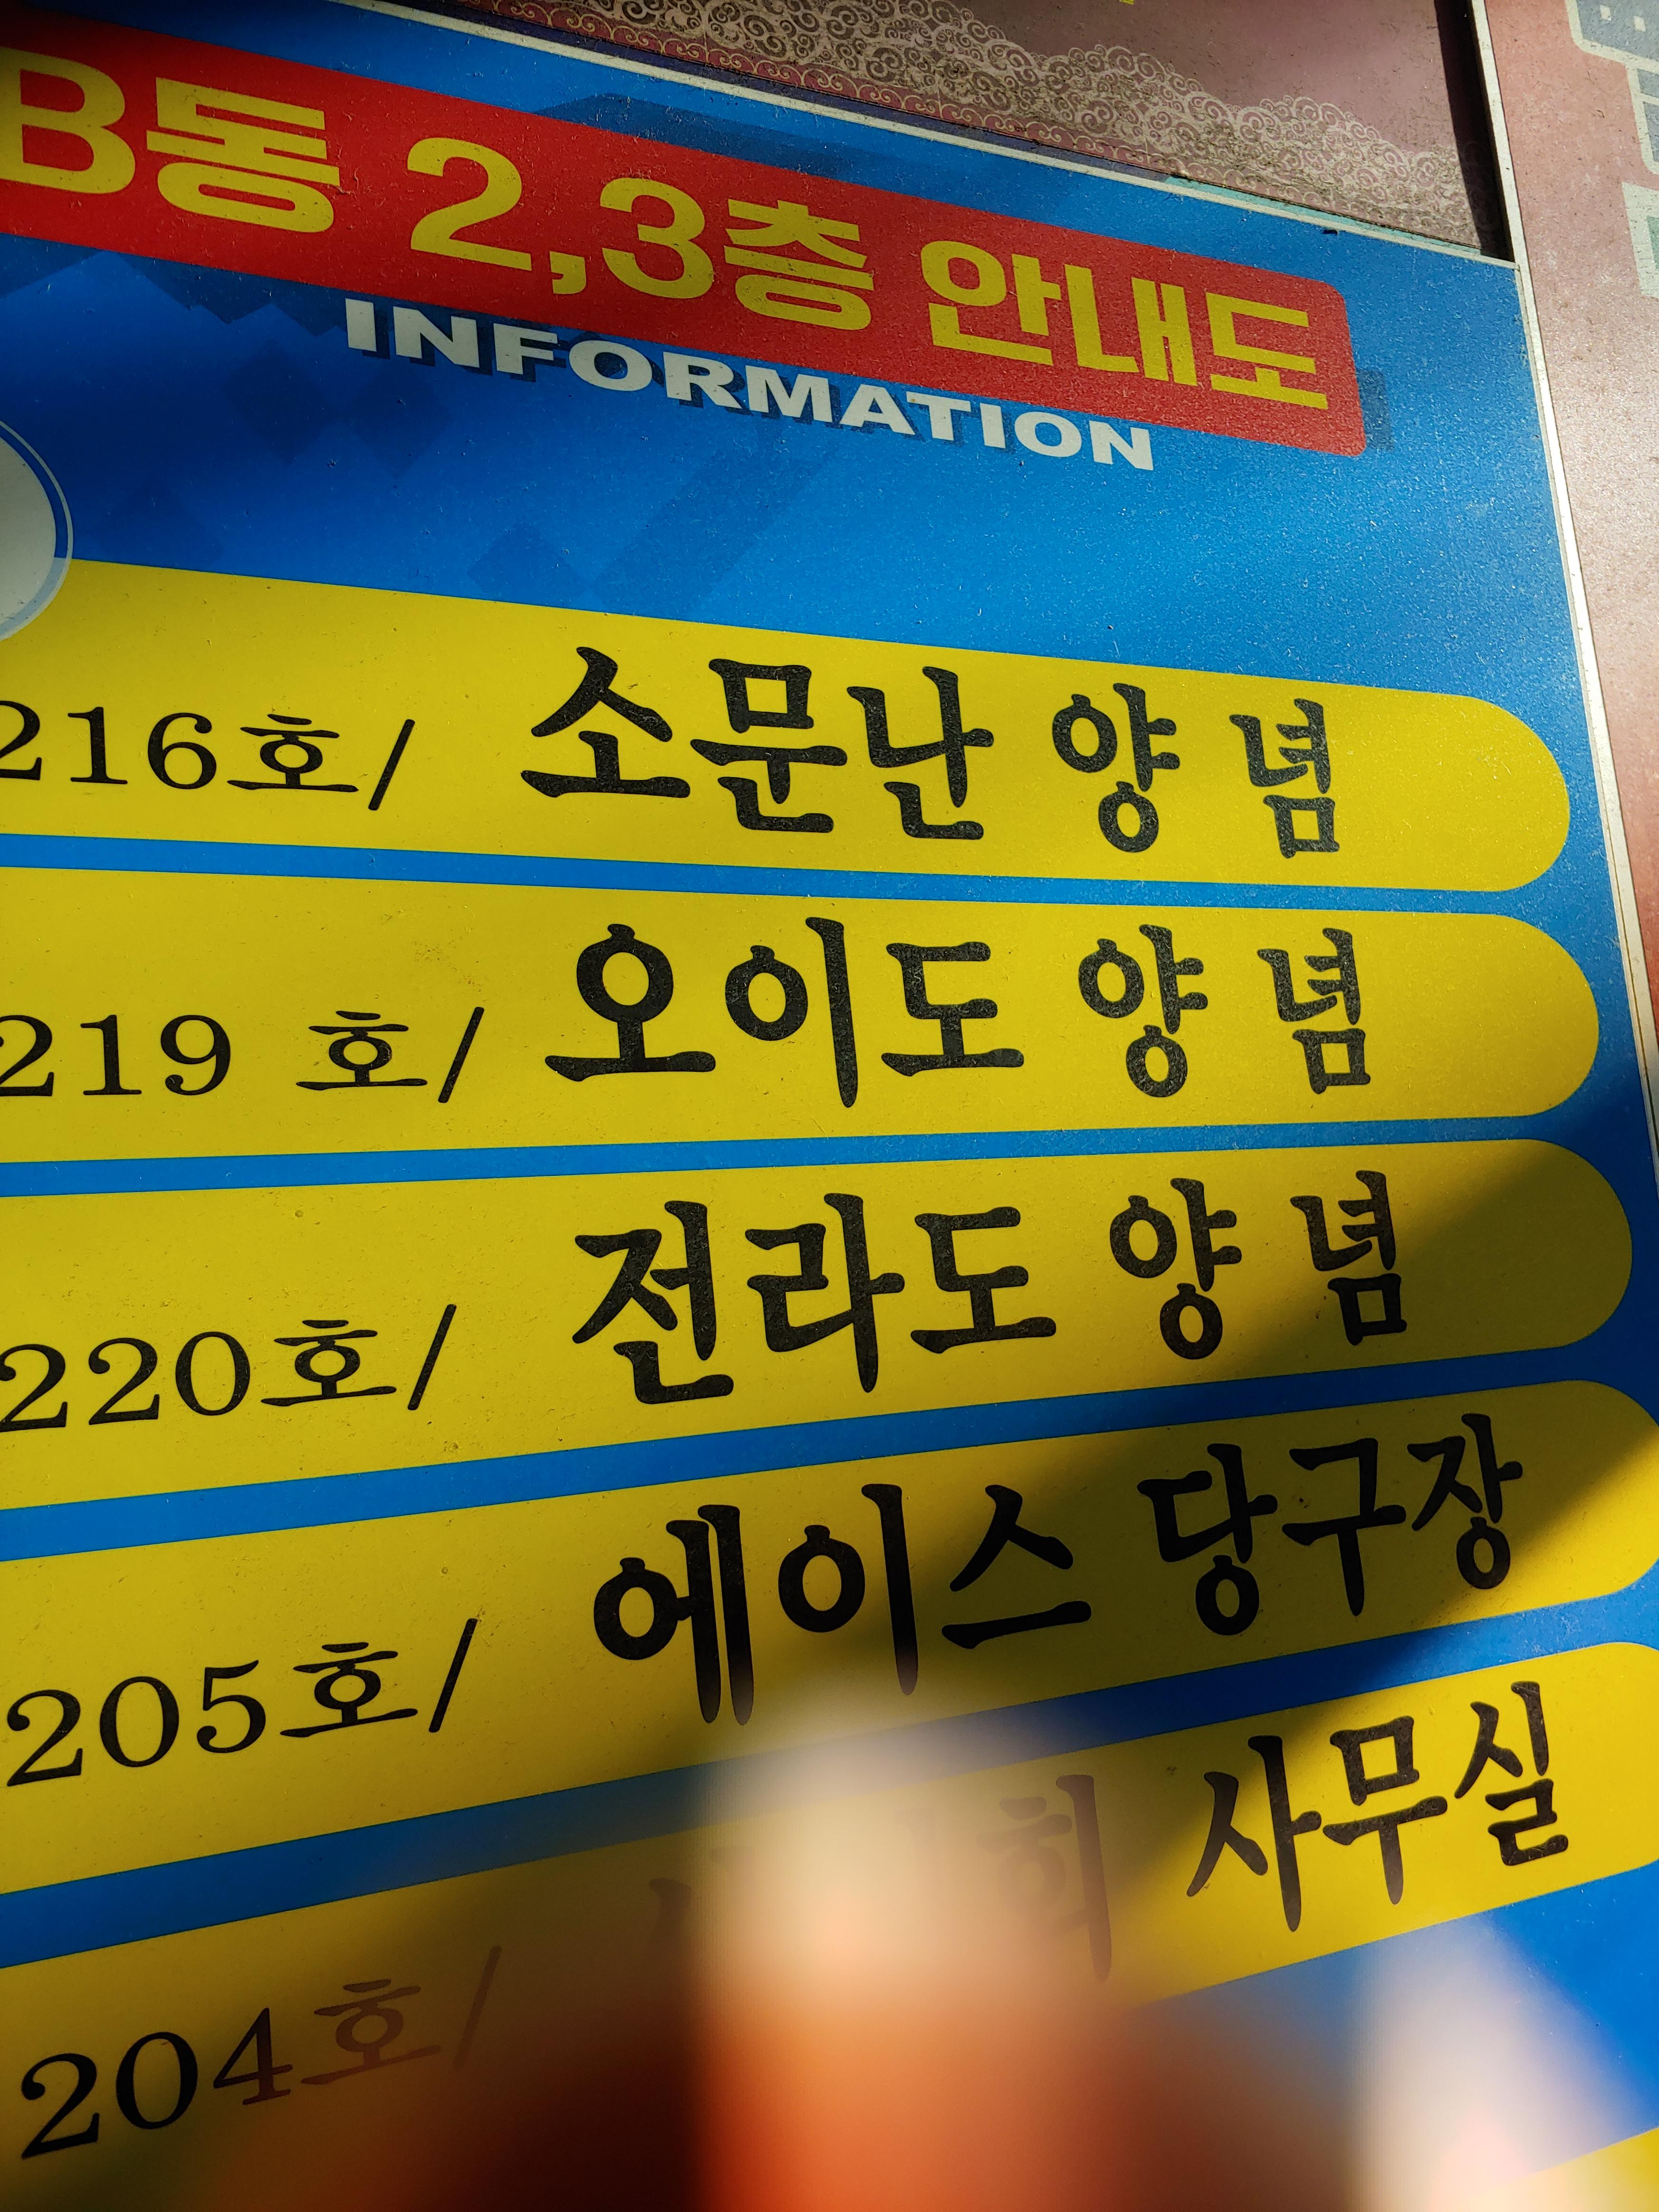 B동 2,3층 안내도
INFORMATION
216호/ 소문난 양 념
219 호/ 오이도 양 념
220호/ 전라도 양 념
205호/ 에이스 당구장
204호/ 사무실